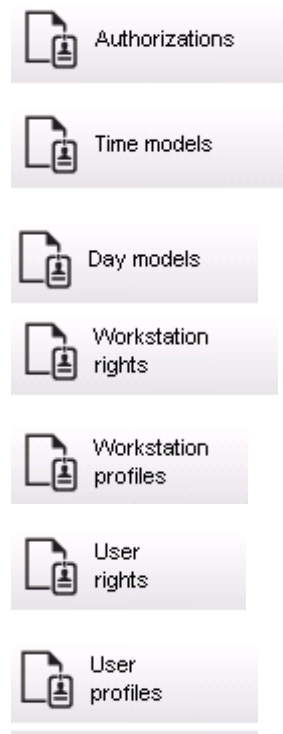 Authorizations
Time models
Day models
Workstation
rights
Workstation
profiles
User
rights
User
profiles